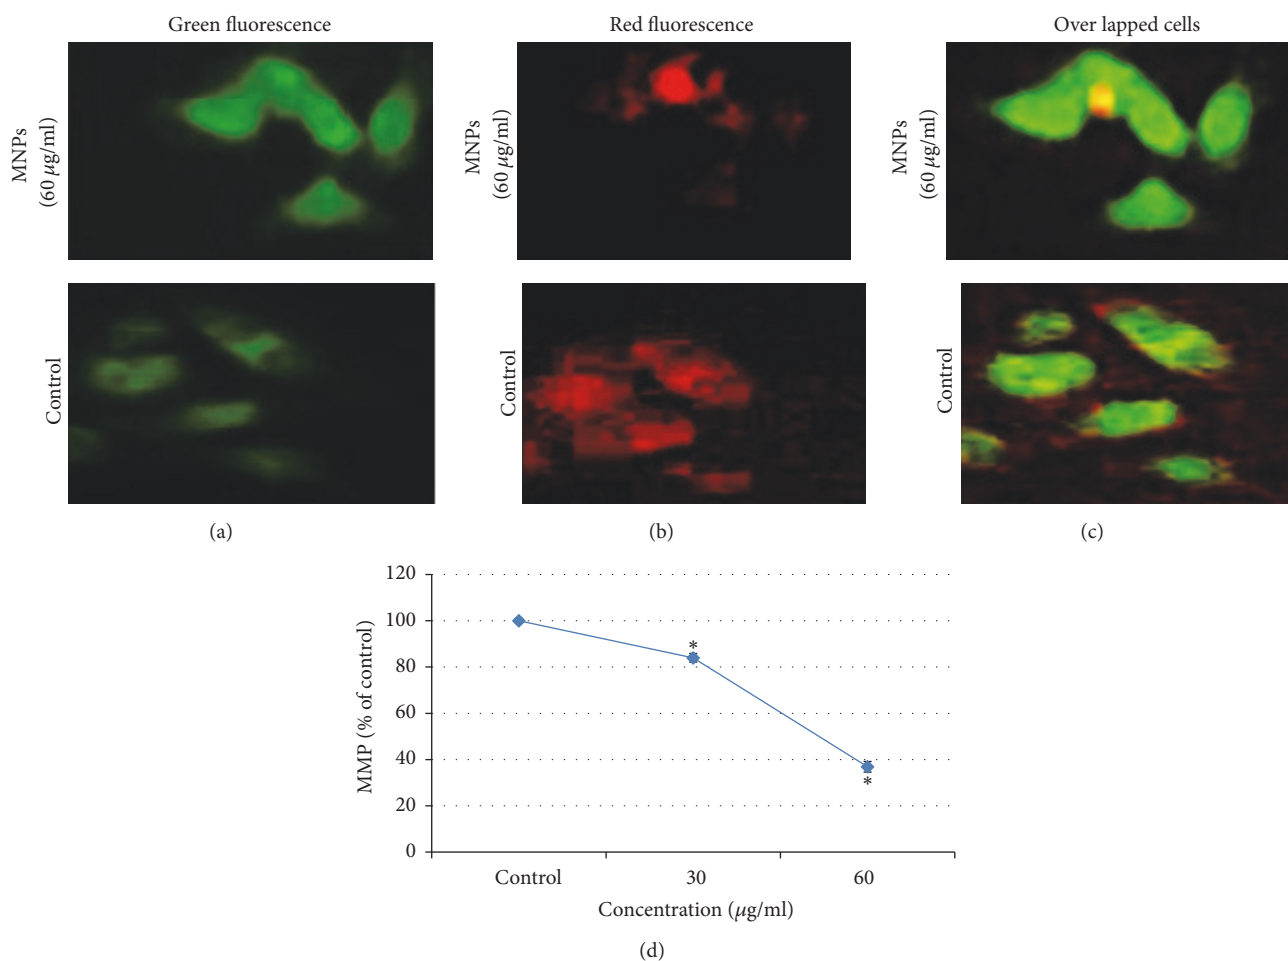 Green fluorescence
Red fluorescence
Over lapped cells
MNPs
(60 μg/ml)
MNPs
(60 μg/ml)
MNPs
(60 μg/ml)
Control
Control
Control
(a)
(b)
(c)
120
100
80
60
40
20
0
MMP (% of control)
*
*
Control
30
60
Concentration (μg/ml)
(d)